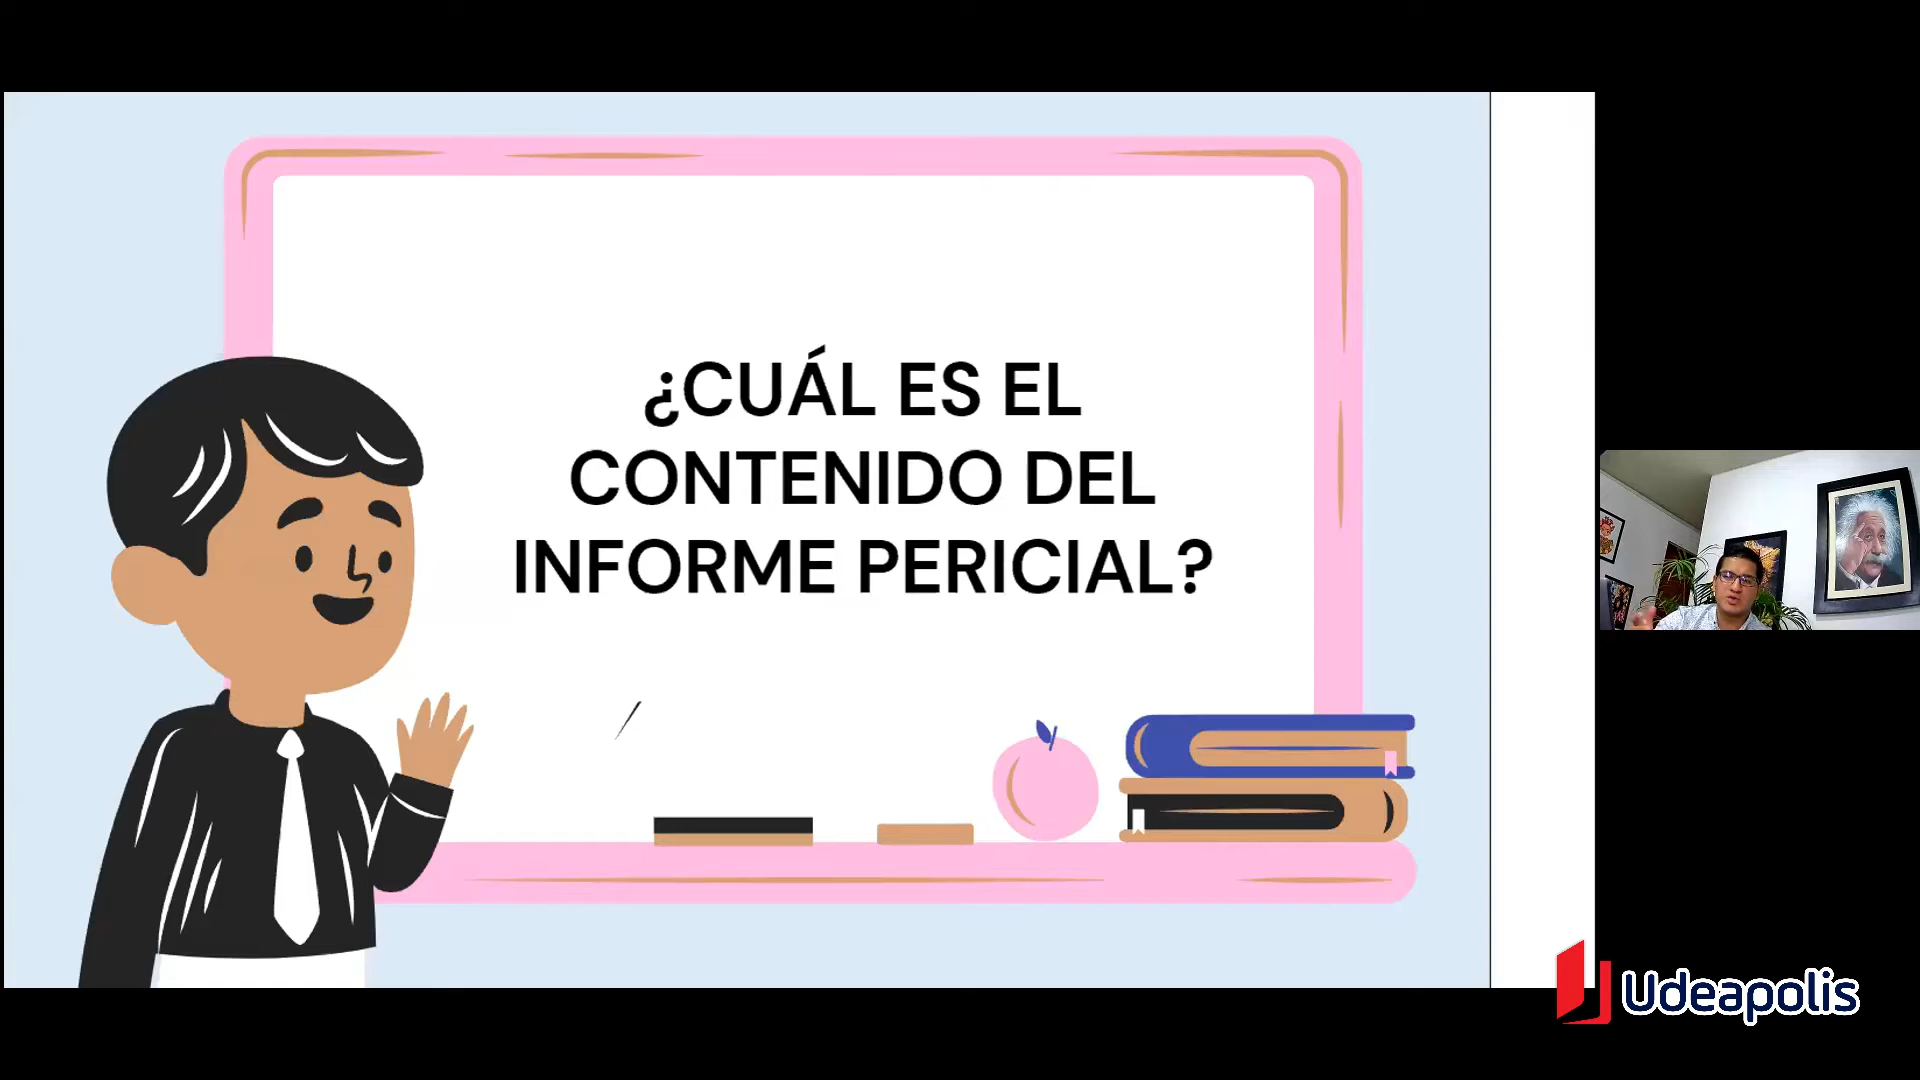 ¿CUÁL ES EL
CONTENIDO DEL
INFORME PERICIAL?
Udeapolis